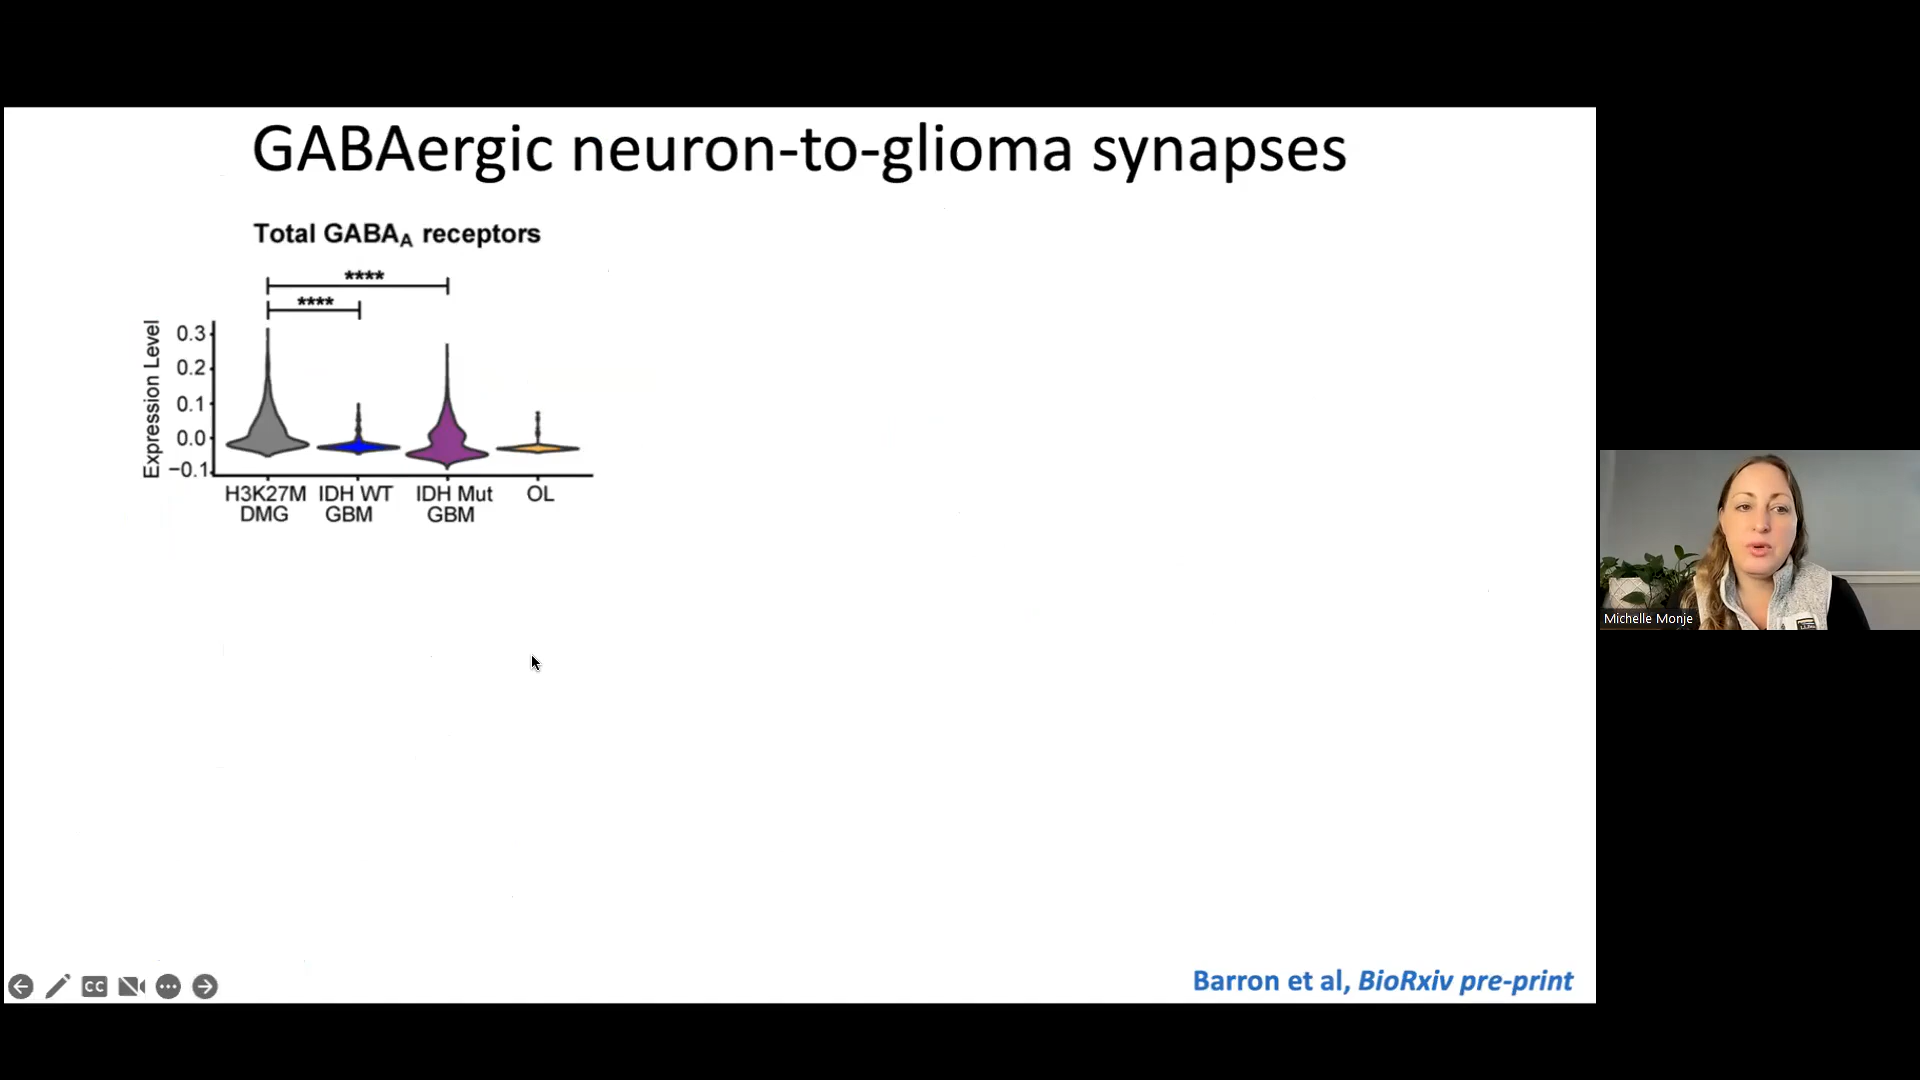 GABAergic neuron-to-glioma synapses
Total GABAA receptors
****
****
Expression Level
0.3
0.2
0.1
0.0
−0.1
H3K27M DMG
IDH WT GBM
IDH Mut GBM
OL
Michelle Monje
CC
Barron et al, BioRxiv pre-print